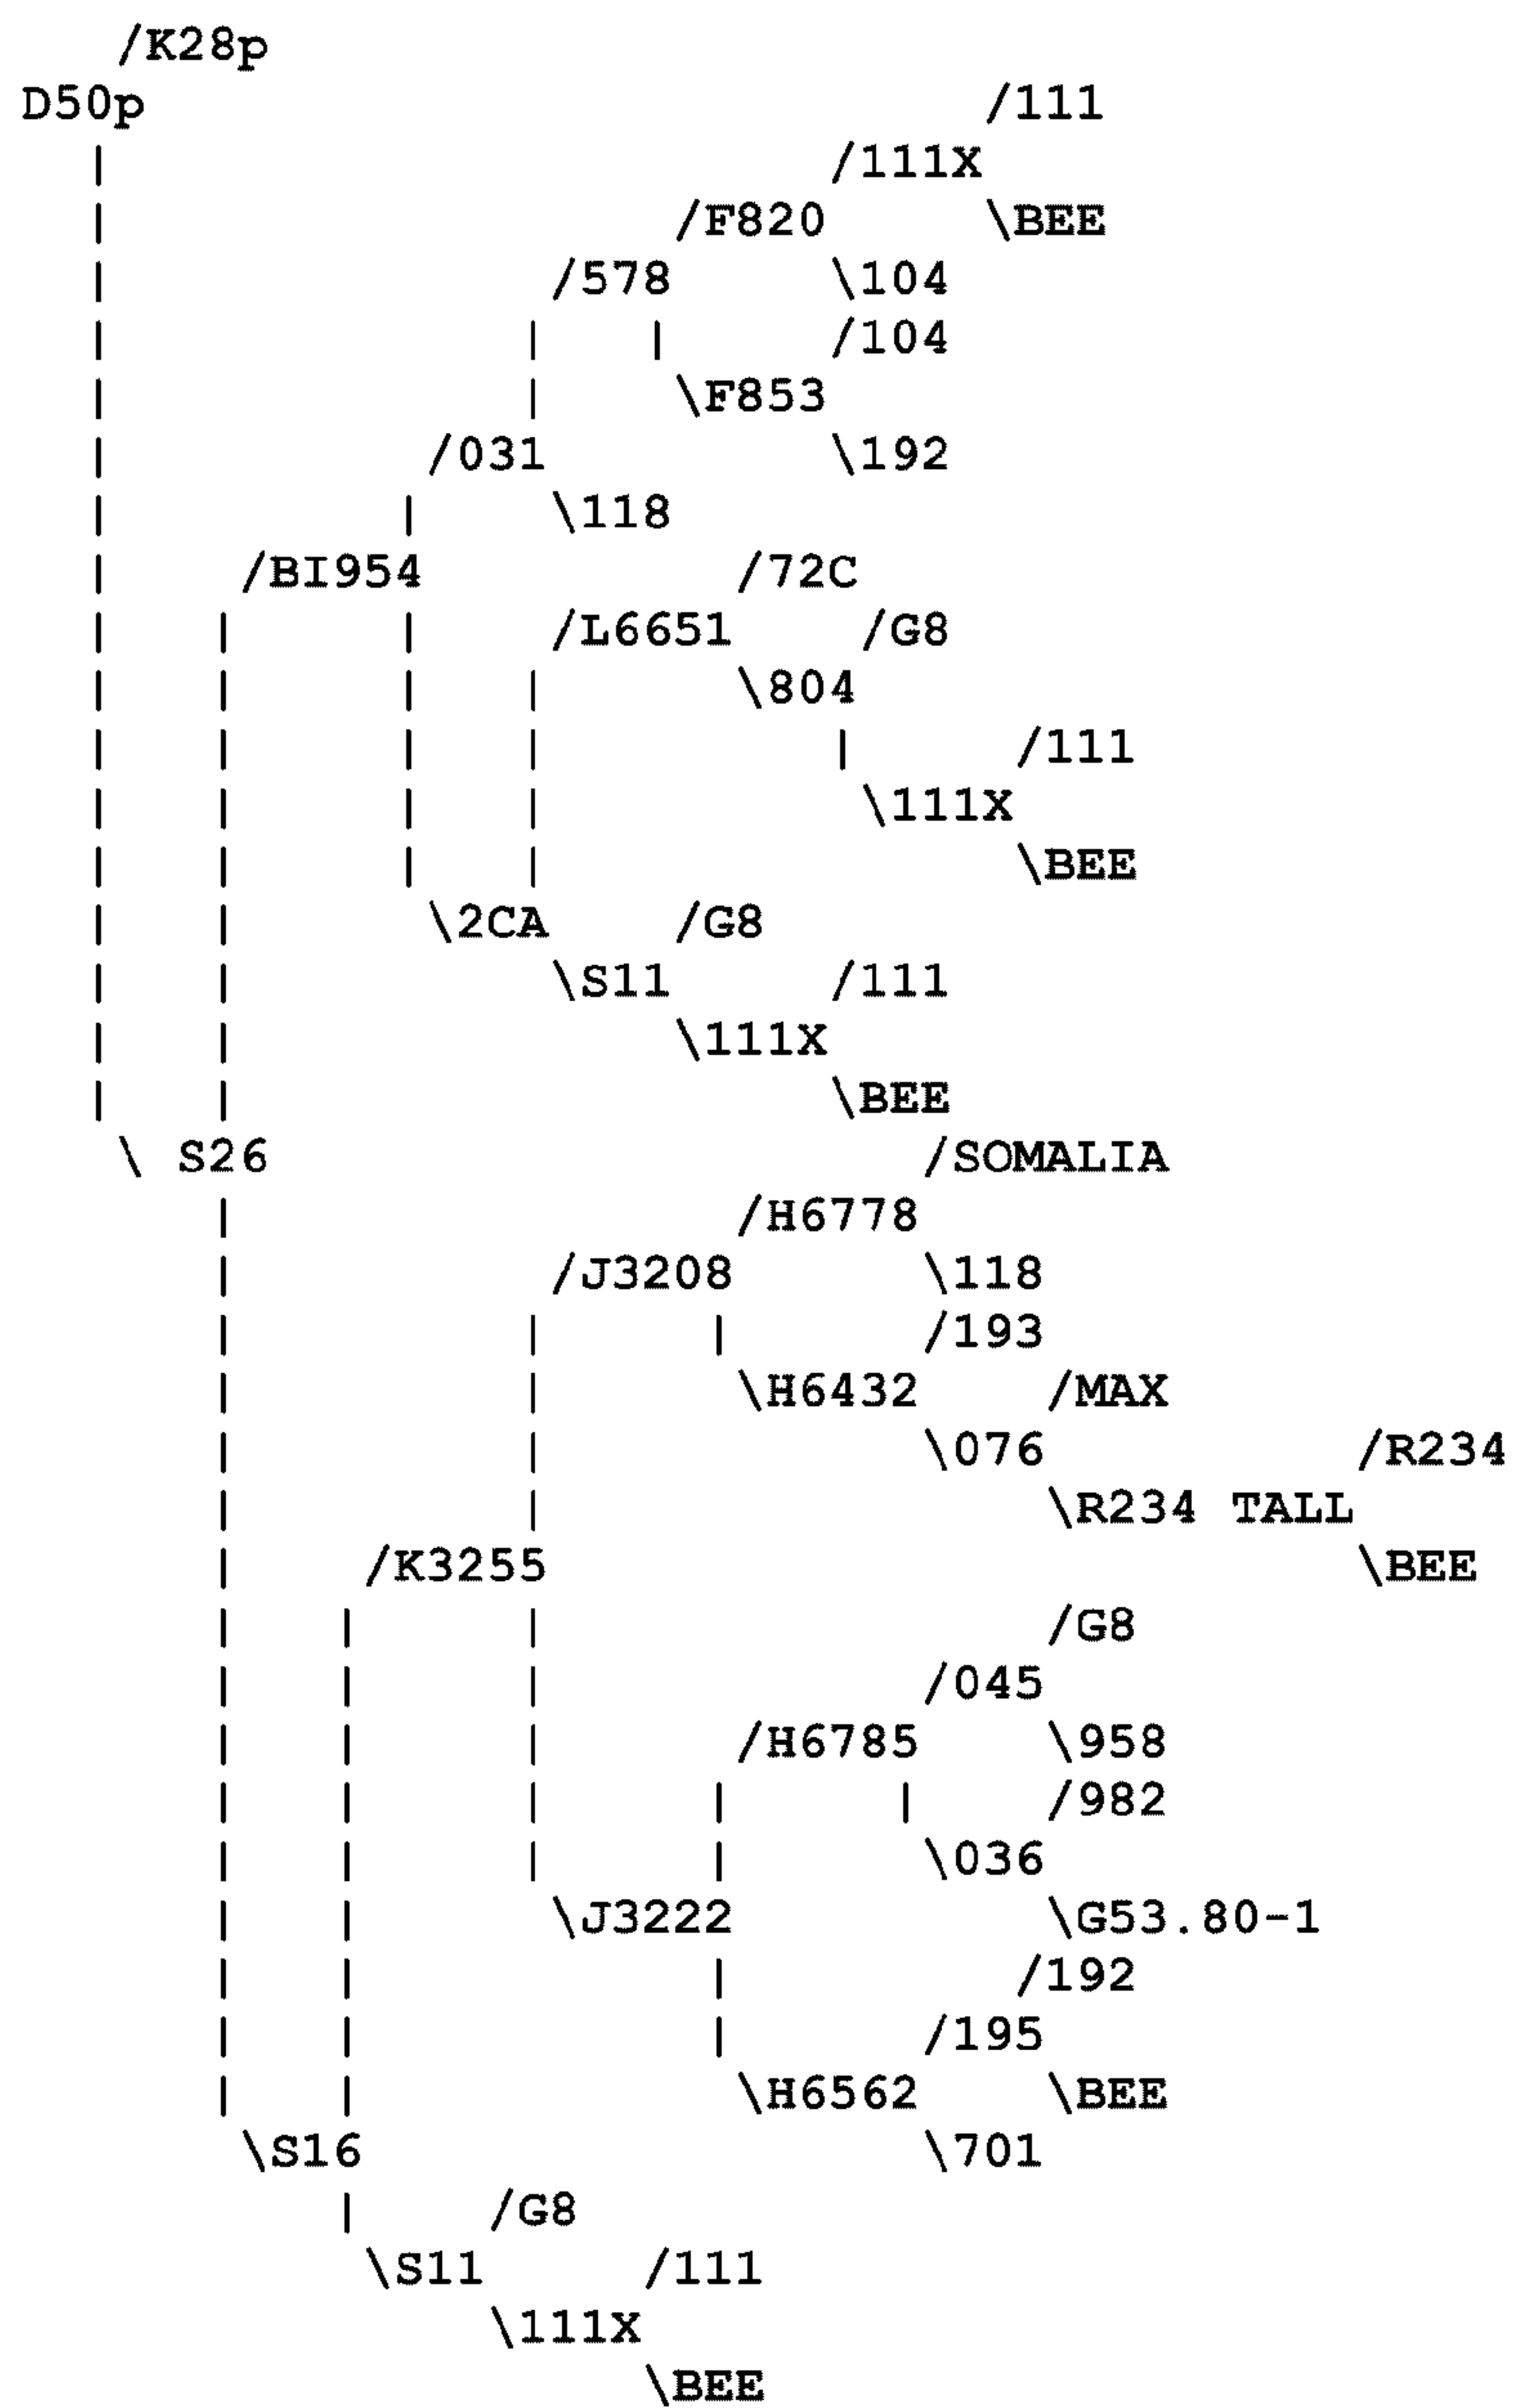 /K28p
D50p                           /111
  |                       /111X
  |                  /F820     \BEE
  |              /578     \104
  |             |   |     /104
  |             |    \F853
  |          /031         \192
  |         |    \118
  |    /BI954          /72C
  |   |     |    /L6651    /G8
  |   |     |   |      \804
  |   |     |   |         |     /111
  |   |     |   |          \111X
  |   |     |   |               \BEE
  |   |      \2CA    /G8
  |   |          \S11     /111
  |   |              \111X
  |   |                   \BEE
   \ S26                     /SOMALIA
      |                /H6778
      |          /J3208      \118
      |         |     |      /193
      |         |      \H6432    /MAX
      |         |            \076          /R234
      |         |                \R234 TALL
      |    /K3255                          \BEE
      |   |     |                /G8
      |   |     |            /045
      |   |     |      /H6785    \958
      |   |     |     |     |    /982
      |   |     |     |      \036
      |   |      \J3222          \G53.80-1
      |   |           |         /192
      |   |           |      /195
      |   |            \H6562    \BEE
       \S16                  \701
          |    /G8
           \S11     /111
               \111X
                    \BEE